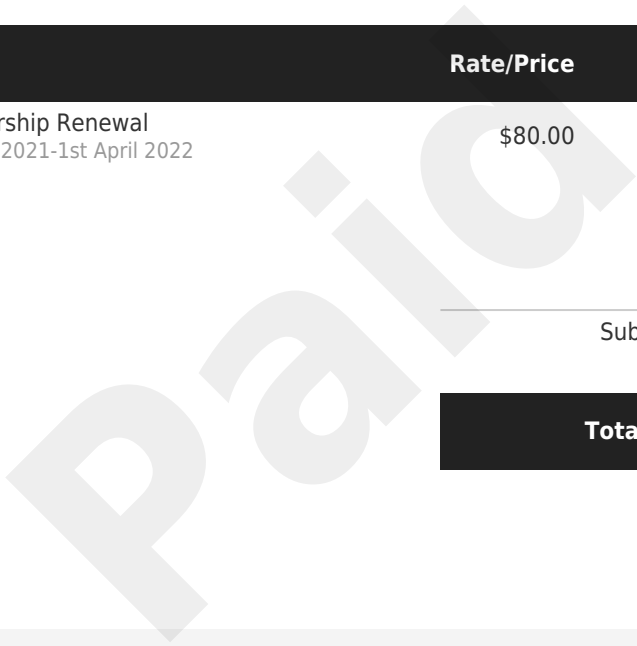 Rate/Price
rship Renewal
$80.00
2021-1st April 2022
Sub
Tota
Paid